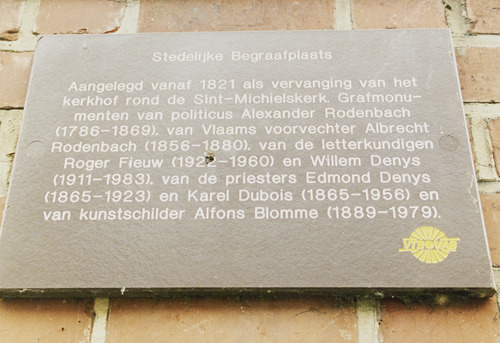 Stedelijke Begraafplaats
Aangelegd vanaf 1821 als vervanging van het
kerkhof rond de Sint-Michielskerk. Grafmonu-
menten van politicus Alexander Rodenbach
(1786-1869), van Vlaams voorvechter Albrecht
Rodenbach (1856-1880), van de letterkundigen
Roger Fieuw (1922-1960) en Willem Denys
(1911-1983), van de priesters Edmond Denys
(1865-1923) en Karel Dubois (1865-1956) en
van kunstschilder Alfons Blomme (1889-1979).
VTBOVAB